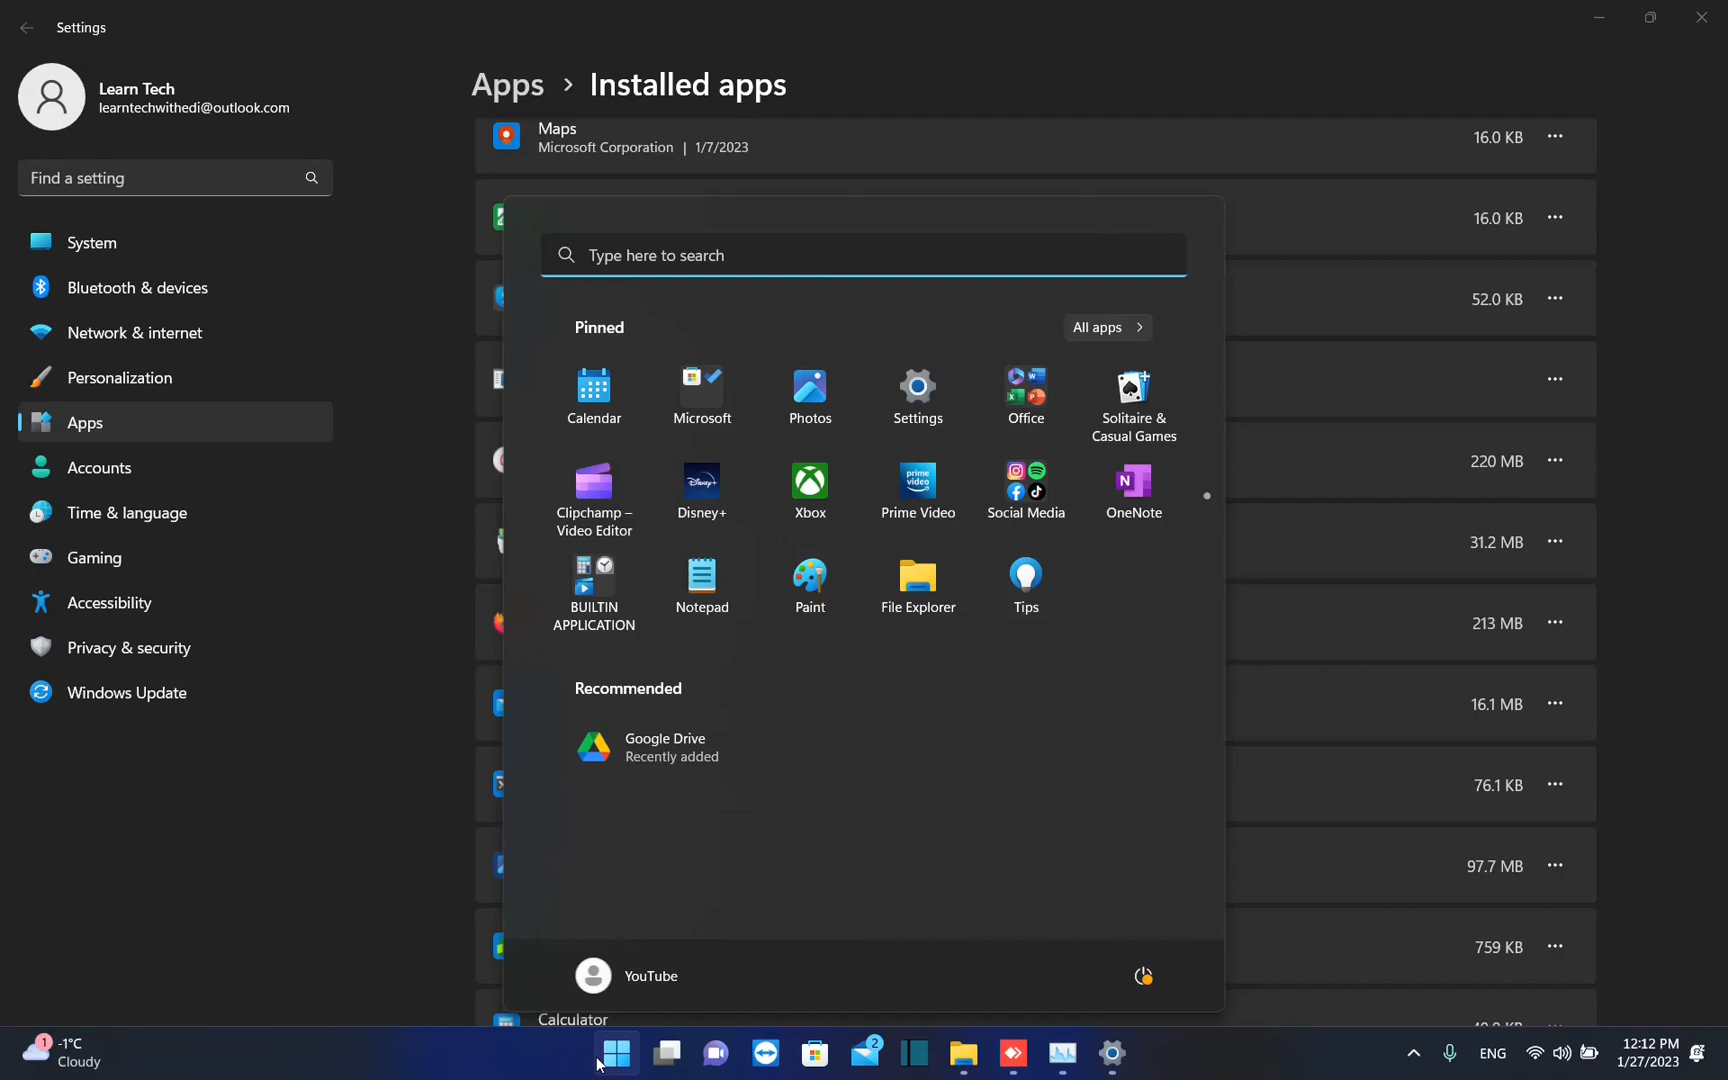 Settings
Learn Tech
learntechwithedi@outlook.com
Find a setting
System
Bluetooth & devices
Network & internet
Personalization
Apps
Accounts
Time & language
Gaming
Accessibility
Privacy & security
Windows Update
Apps > Installed apps
Maps
Microsoft Corporation | 1/7/2023
16.0 KB
16.0 KB
52.0 KB
220 MB
31.2 MB
213 MB
16.1 MB
76.1 KB
97.7 MB
759 KB
Calculator
Type here to search
Pinned
All apps >
Calendar
Microsoft
Photos
Settings
Office
Solitaire &
Casual Games
Clipchamp –
Video Editor
Disney+
Xbox
prime
video
Prime Video
Social Media
OneNote
BUILTIN
APPLICATION
Notepad
Paint
File Explorer
Tips
Recommended
Google Drive
Recently added
YouTube
1
-1°C
Cloudy
2
ENG
12:12 PM
1/27/2023